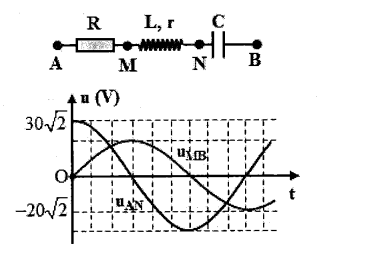 R L, r C
A M N B
u (V)
30√2
u_MB
O
t
u_AN
−20√2